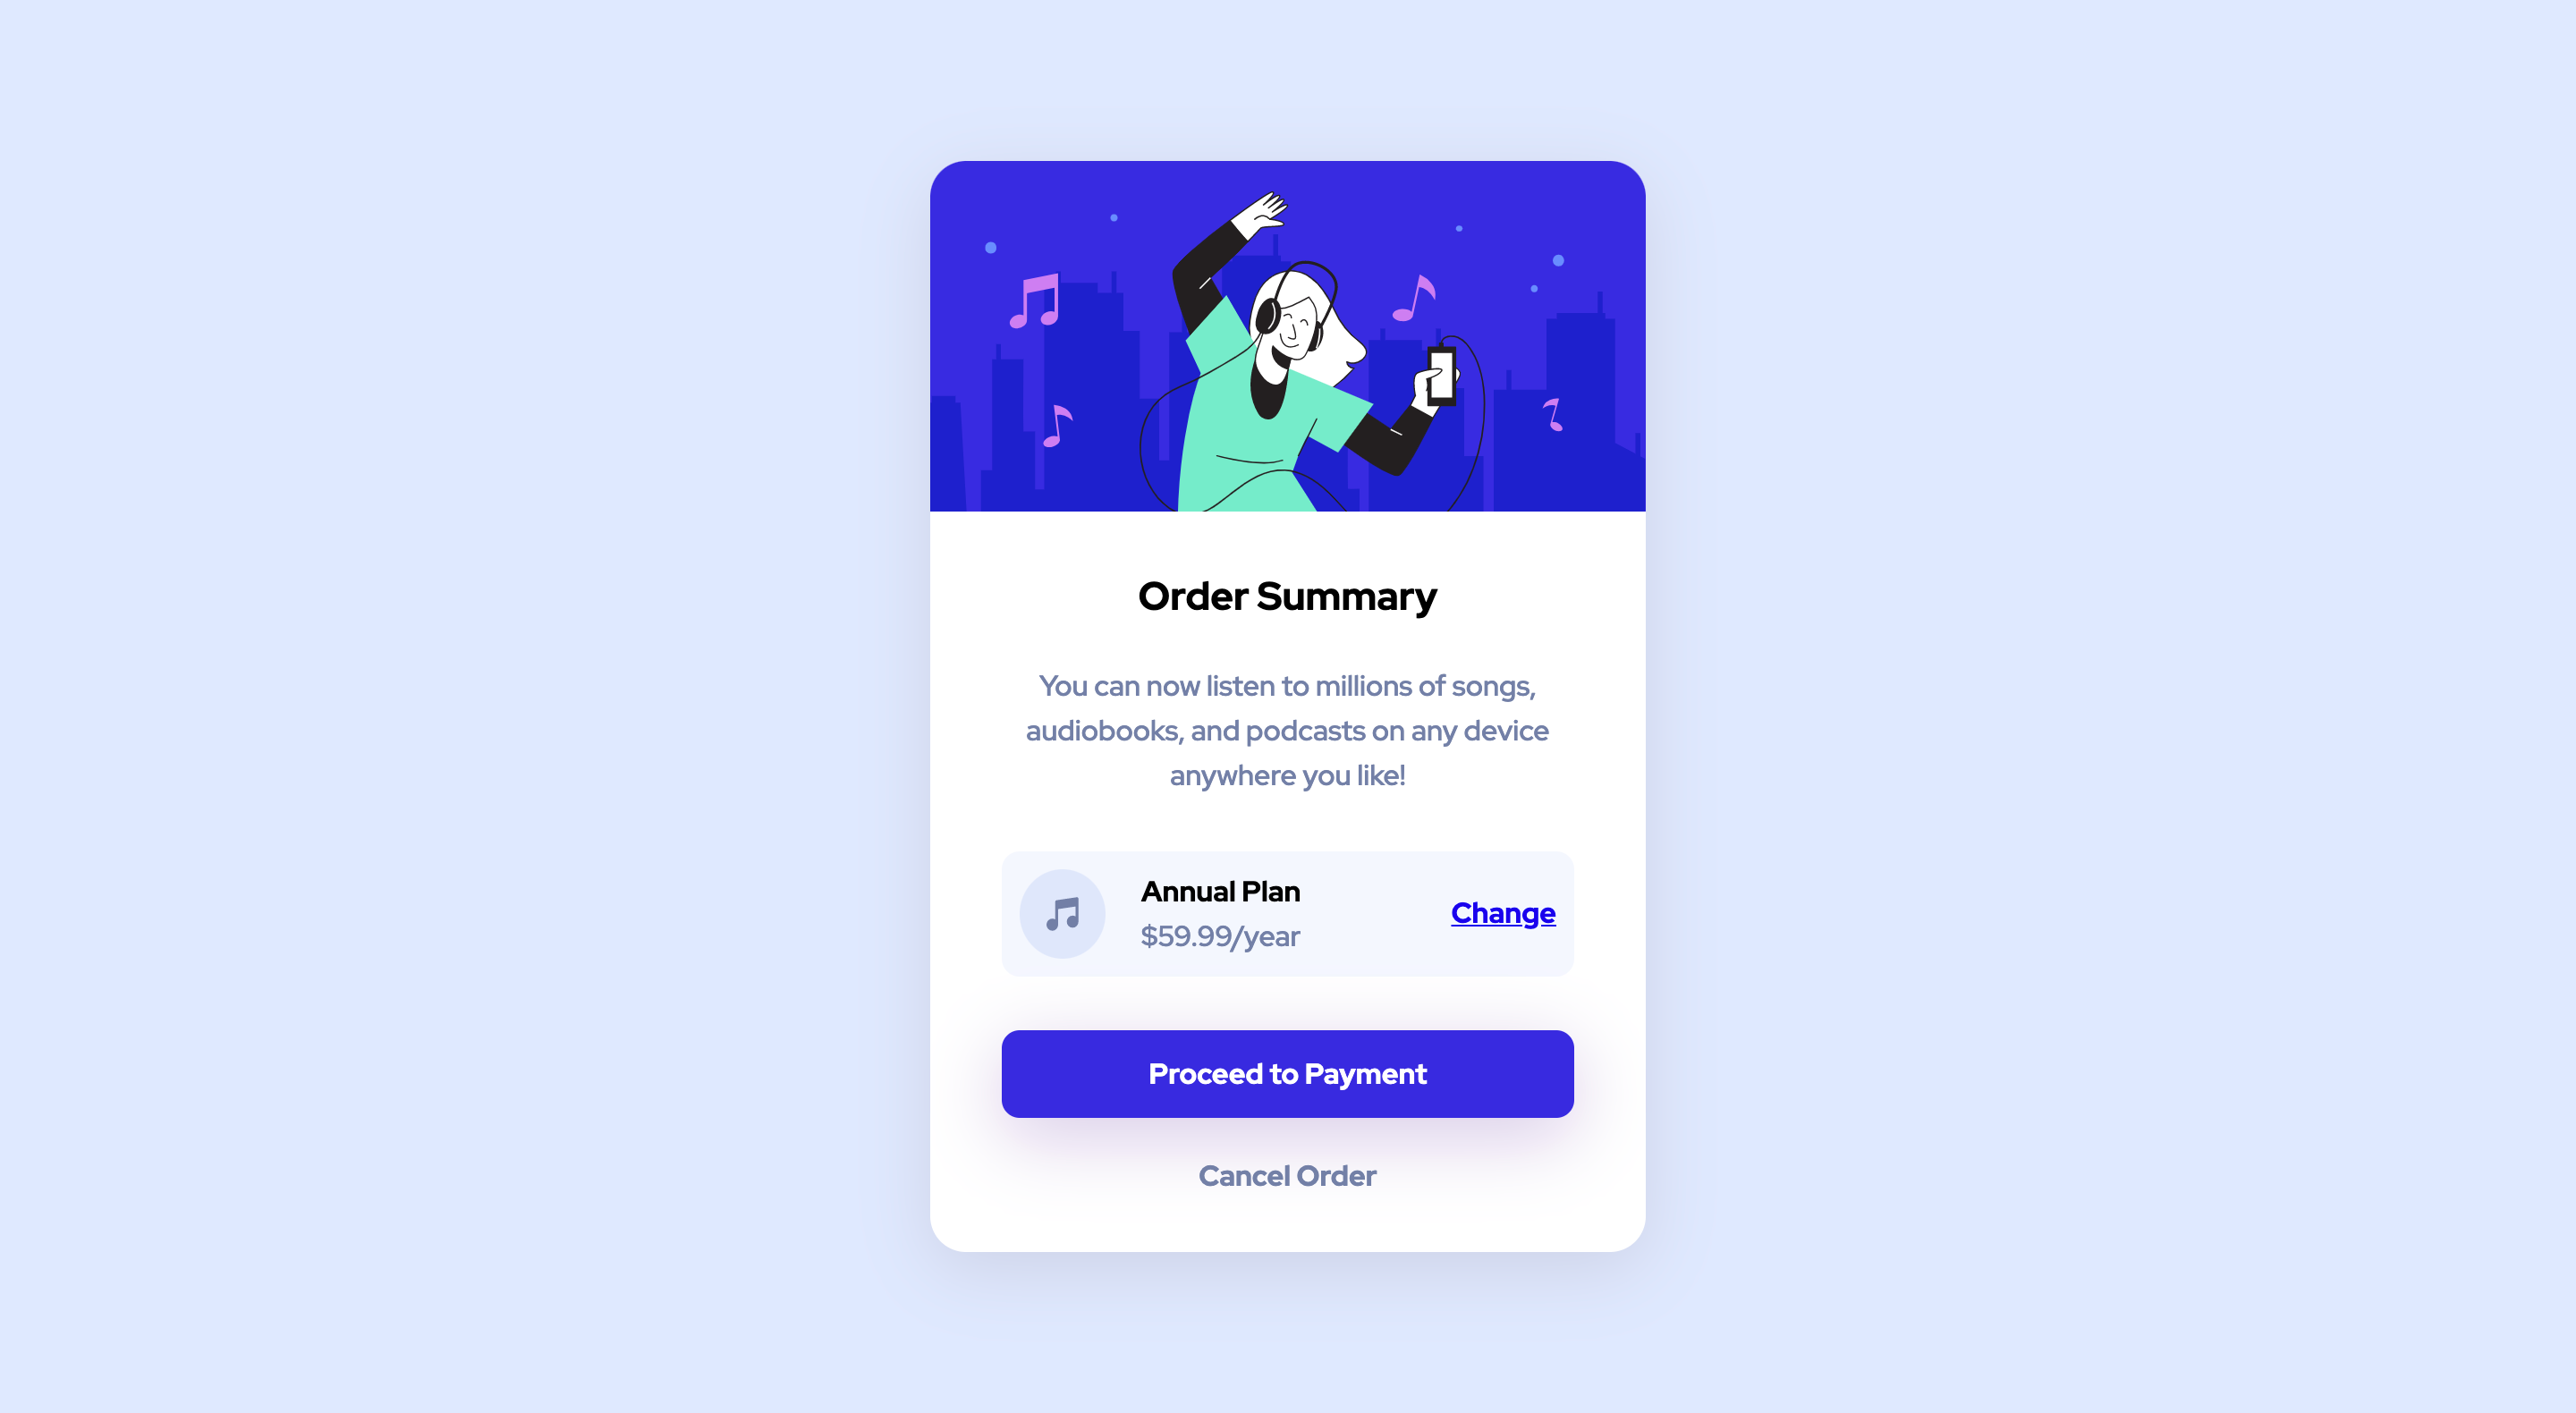 Order Summary
You can now listen to millions of songs,
audiobooks, and podcasts on any device
anywhere you like!
Annual Plan
$59.99/year
Change
Proceed to Payment
Cancel Order